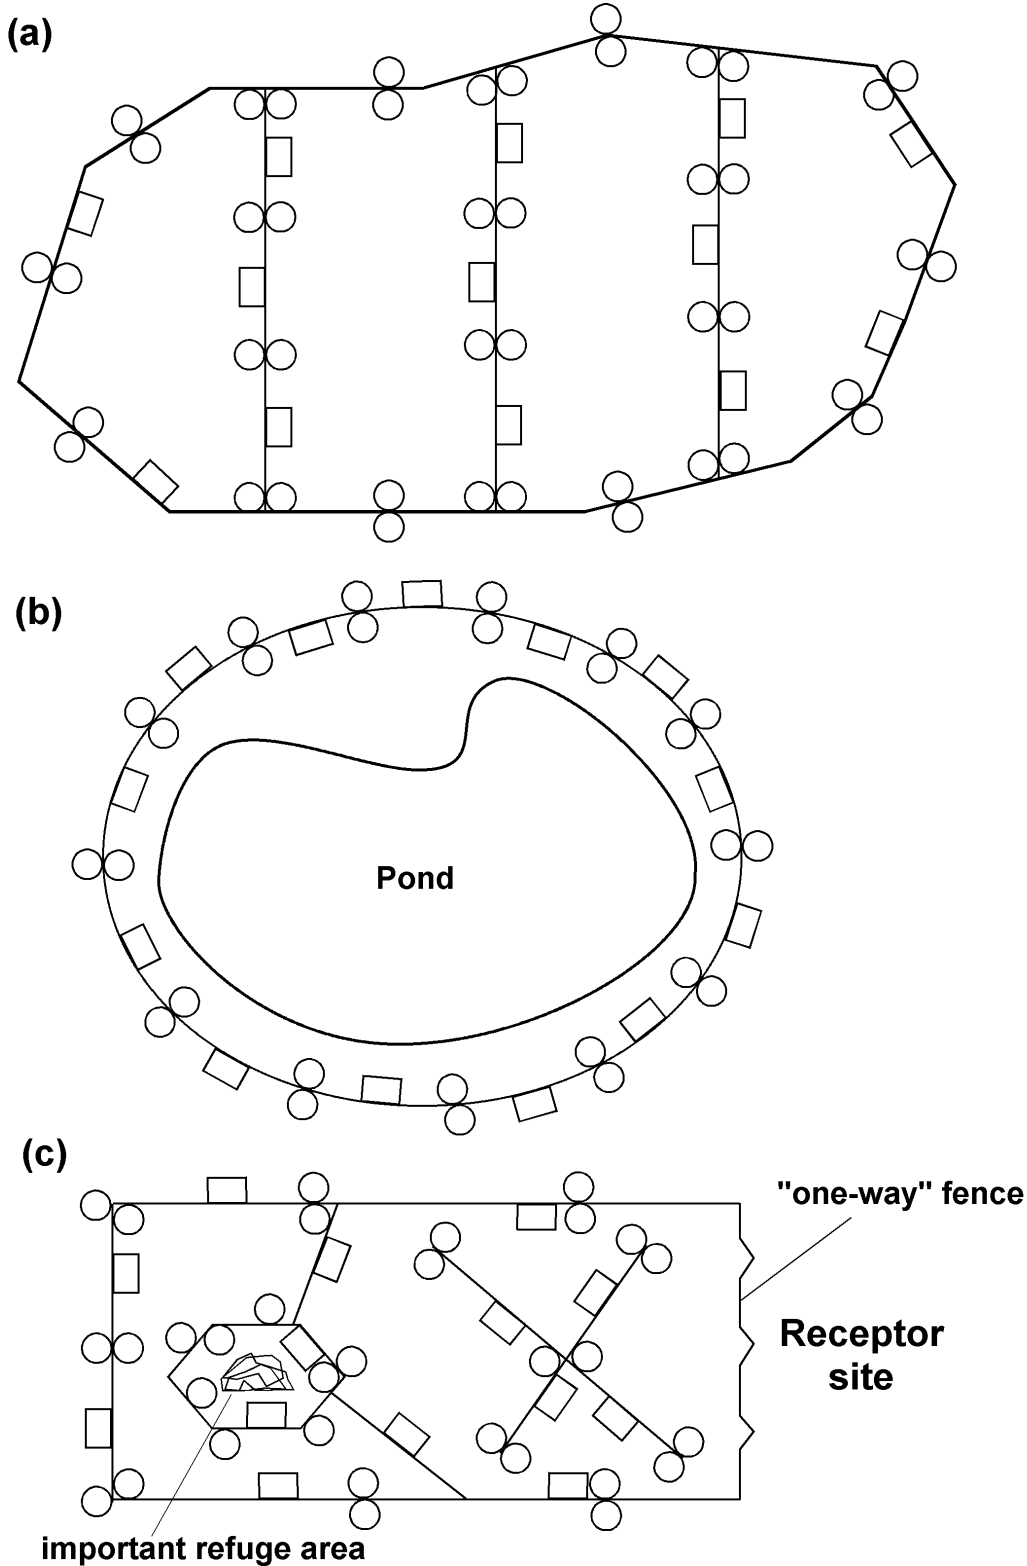 (a)
(b)
Pond
(c)
"one-way" fence
Receptor
site
important refuge area